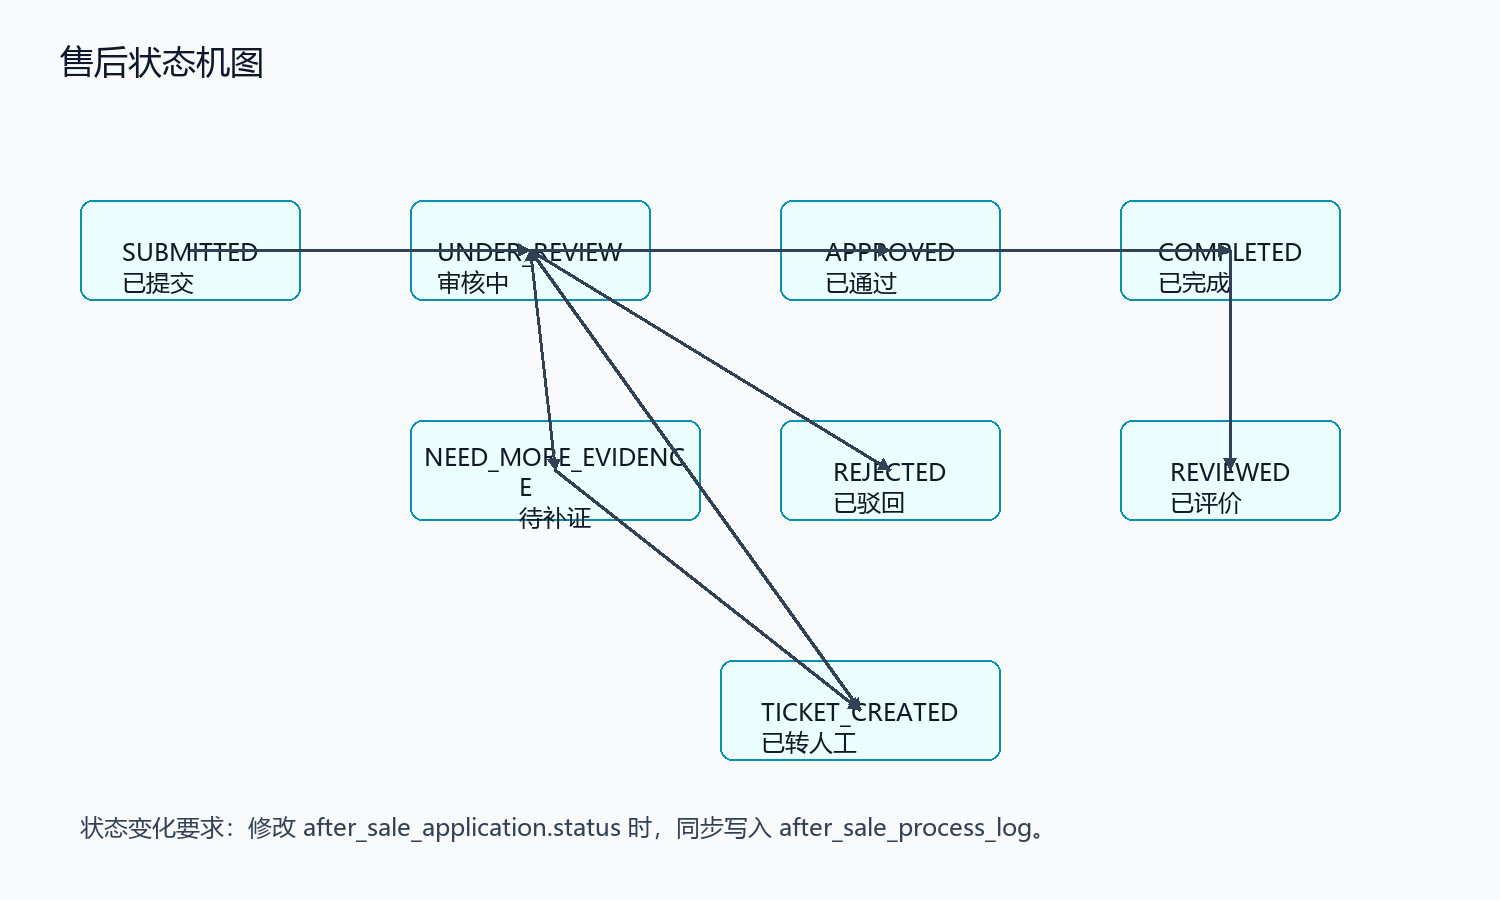 售后状态机图
SUBMITTED
已提交
UNDER_REVIEW
审核中
APPROVED
已通过
COMPLETED
已完成
NEED_MORE_EVIDENC
E
待补证
REJECTED
已驳回
REVIEWED
已评价
TICKET_CREATED
已转人工
状态变化要求：修改 after_sale_application.status 时，同步写入 after_sale_process_log。